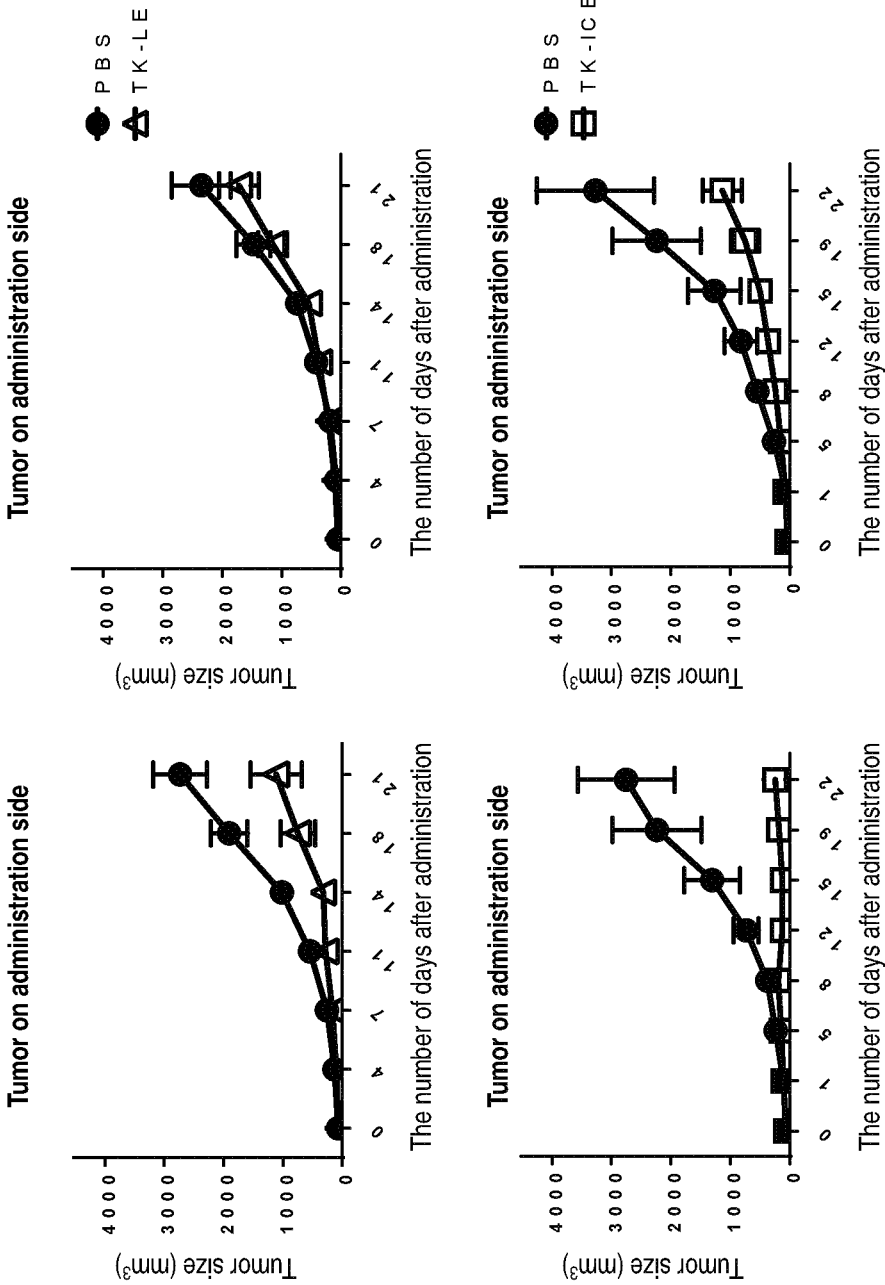 Tumor on administration side
Tumor size (mm³)
4000
3000
2000
1000
0
0 4 7 11 14 18 21
The number of days after administration
Tumor on administration side
Tumor size (mm³)
4000
3000
2000
1000
0
0 4 7 11 14 18 21
The number of days after administration
PBS
TK-LE
Tumor on administration side
Tumor size (mm³)
4000
3000
2000
1000
0
0 1 5 8 12 15 19 22
The number of days after administration
Tumor on administration side
Tumor size (mm³)
4000
3000
2000
1000
0
0 1 5 8 12 15 19 22
The number of days after administration
PBS
TK-ICE